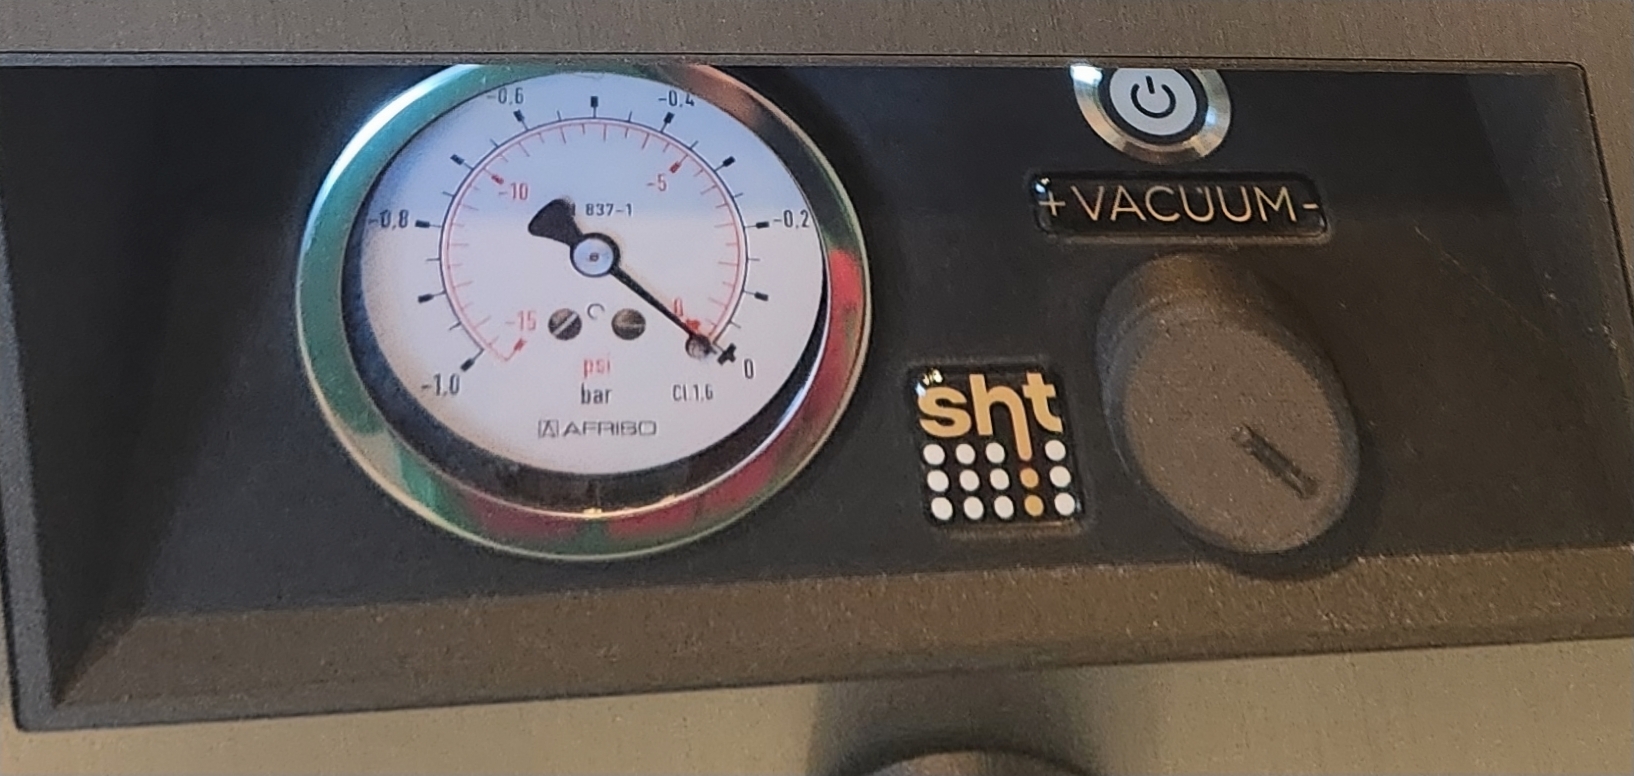 -0,6
-0,4
-10
-5
837-1
-0,8
-0,2
0
-15
psi
-1,0
bar
Cl.1,6
0
AFRISO
+VACUUM-
sht